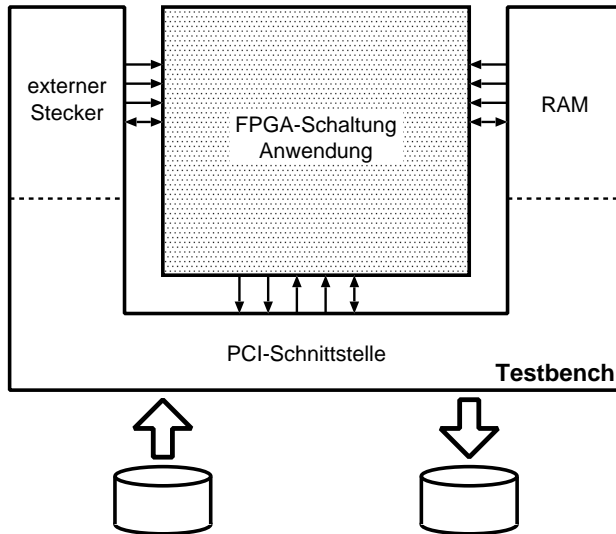 externer
Stecker
FPGA-Schaltung
Anwendung
RAM
PCI-Schnittstelle
Testbench